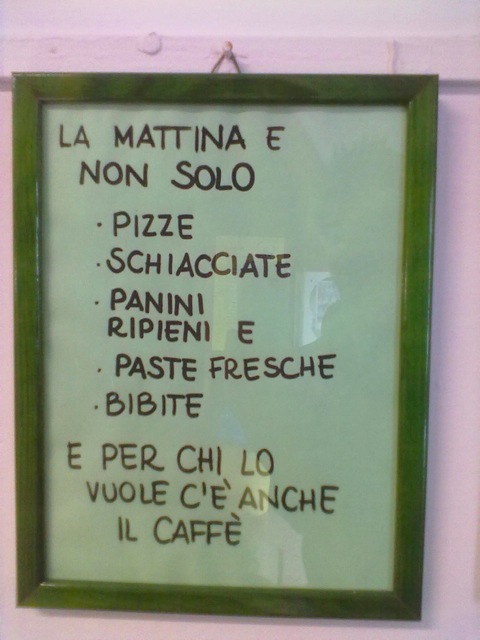 LA MATTINA E
NON SOLO
· PIZZE
· SCHIACCIATE
· PANINI
RIPIENI E
· PASTE FRESCHE
· BIBITE
E PER CHI LO
VUOLE C'È ANCHE
IL CAFFÈ